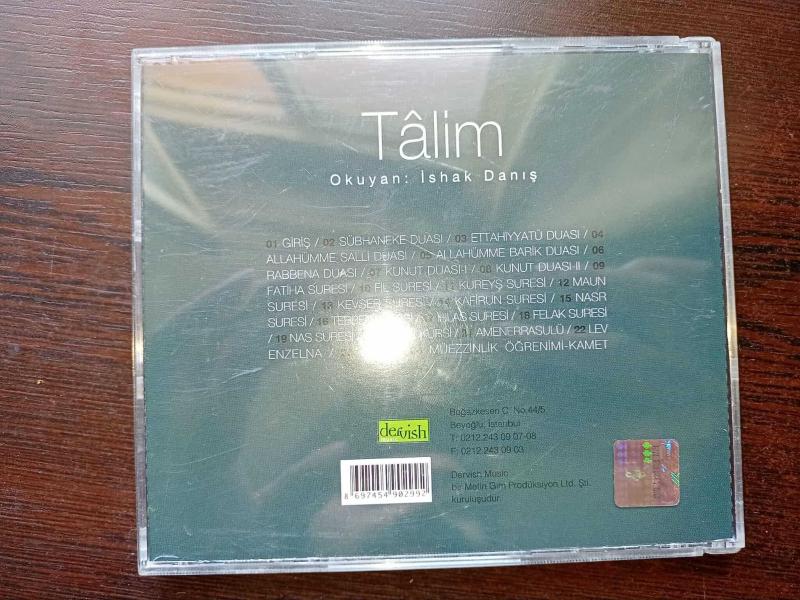 Tâlim
Okuyan: İshak Danış
01 GİRİŞ / 02 SÜBHANEKE DUASI / 03 ETTAHİYYATÜ DUASI / 04
ALLAHÜMME SALLİ DUASI / 05 ALLAHÜMME BARİK DUASI / 06
RABBENA DUASI / 07 KUNUT DUASI I / 08 KUNUT DUASI II / 09
FATİHA SURESİ / 10 FİL SURESİ / 11 KUREYŞ SURESİ / 12 MAUN
SURESİ / 13 KEVSER SURESİ / 14 KAFİRUN SURESİ / 15 NASR
SURESİ / 16 SURESİ / 18 FELAK SURESİ
/ 19 NAS SURESİ KÜRSİ / AMENERRASULÜ / 22 LEV
ENZELNA / MÜEZZİNLİK ÖĞRENİMİ-KAMET
dervish
Boğazkesen C. No.44/5
Beyoğlu, İstanbul
T: 0212.243 09 07-08
F: 0212.243 09 03
Dervish Music
bir Metin Gim Prodüksiyon Ltd. Şti.
kuruluşudur.
8 697454 902992